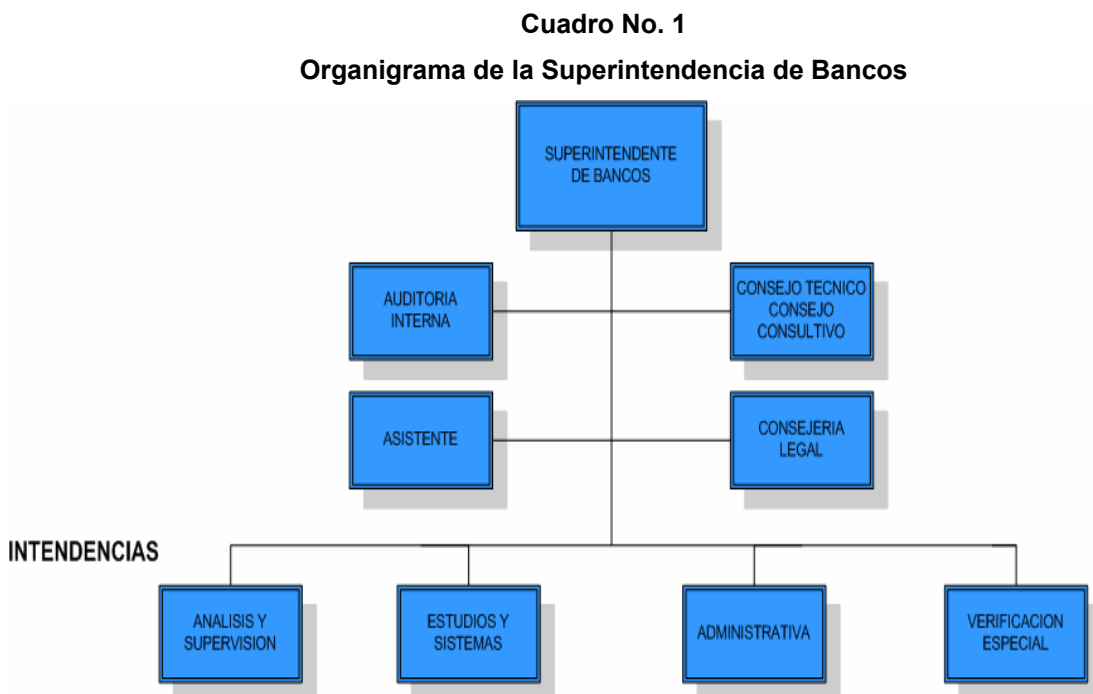 Cuadro No. 1
Organigrama de la Superintendencia de Bancos
SUPERINTENDENTE
DE BANCOS
AUDITORIA
INTERNA
CONSEJO TECNICO
CONSEJO
CONSULTIVO
ASISTENTE
CONSEJERIA
LEGAL
INTENDENCIAS
ANALISIS Y
SUPERVISION
ESTUDIOS Y
SISTEMAS
ADMINISTRATIVA
VERIFICACION
ESPECIAL